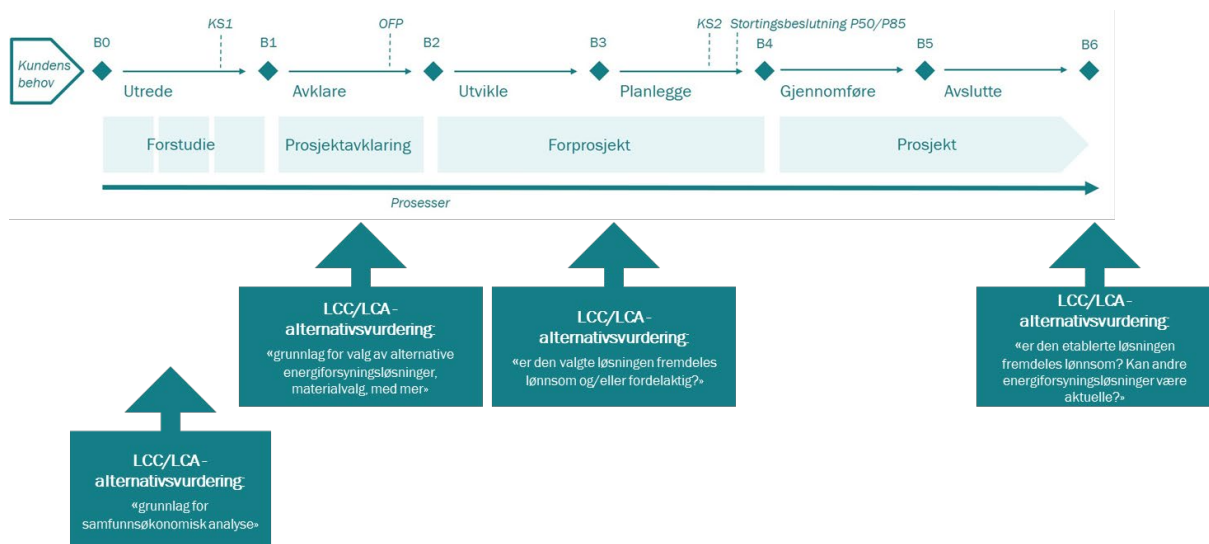 KS1
OFP
KS2 Stortingsbeslutning P50/P85
B0
B1
B2
B3
B4
B5
B6
Kundens
behov
Utrede
Avklare
Utvikle
Planlegge
Gjennomføre
Avslutte
Forstudie
Prosjektavklaring
Forprosjekt
Prosjekt
Prosesser
LCC/LCA-
alternativsvurdering:
«grunnlag for valg av alternative
energiforsyningsløsninger,
materialvalg, med mer»
LCC/LCA-
alternativsvurdering:
«er den valgte løsningen fremdeles
lønnsom og/eller fordelaktig?»
LCC/LCA-
alternativsvurdering:
«er den etablerte løsningen
fremdeles lønnsom? Kan andre
energiforsyningsløsninger være
aktuelle?»
LCC/LCA-
alternativsvurdering:
«grunnlag for
samfunnsøkonomisk analyse»